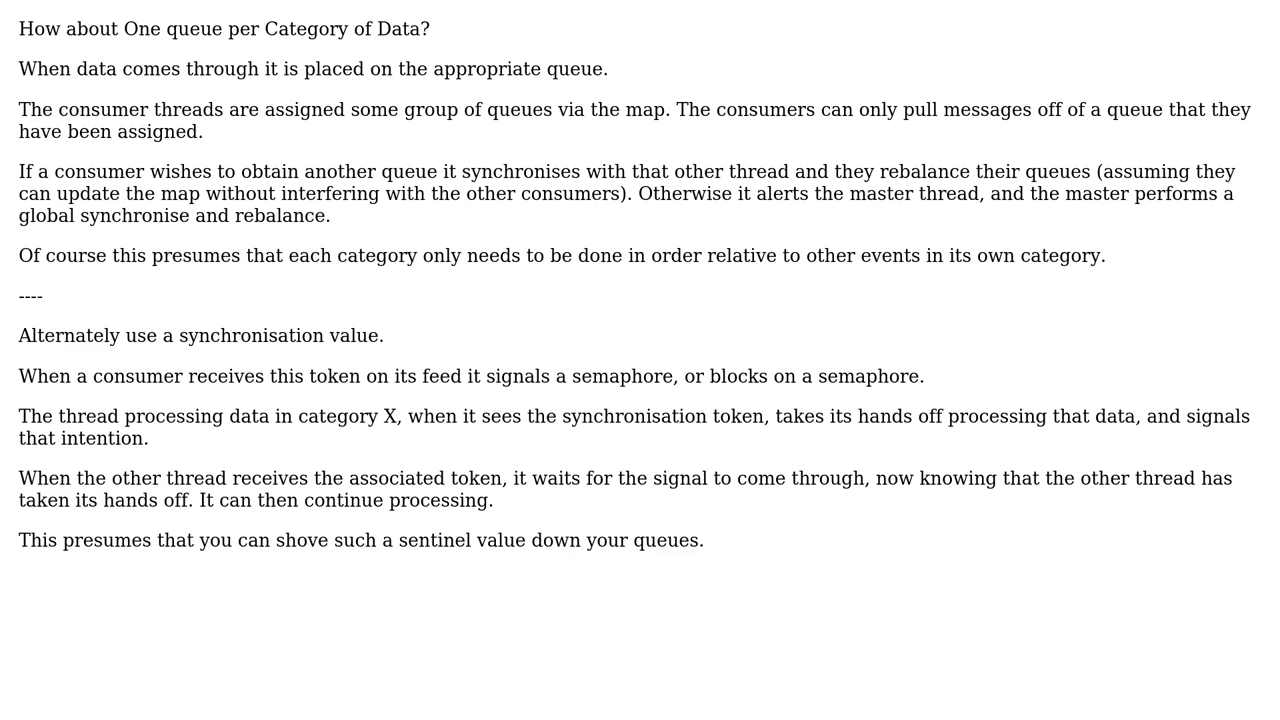 How about One queue per Category of Data?
When data comes through it is placed on the appropriate queue.
The consumer threads are assigned some group of queues via the map. The consumers can only pull messages off of a queue that they
have been assigned.
If a consumer wishes to obtain another queue it synchronises with that other thread and they rebalance their queues (assuming they
can update the map without interfering with the other consumers). Otherwise it alerts the master thread, and the master performs a
global synchronise and rebalance.
Of course this presumes that each category only needs to be done in order relative to other events in its own category.
----
Alternately use a synchronisation value.
When a consumer receives this token on its feed it signals a semaphore, or blocks on a semaphore.
The thread processing data in category X, when it sees the synchronisation token, takes its hands off processing that data, and signals
that intention.
When the other thread receives the associated token, it waits for the signal to come through, now knowing that the other thread has
taken its hands off. It can then continue processing.
This presumes that you can shove such a sentinel value down your queues.